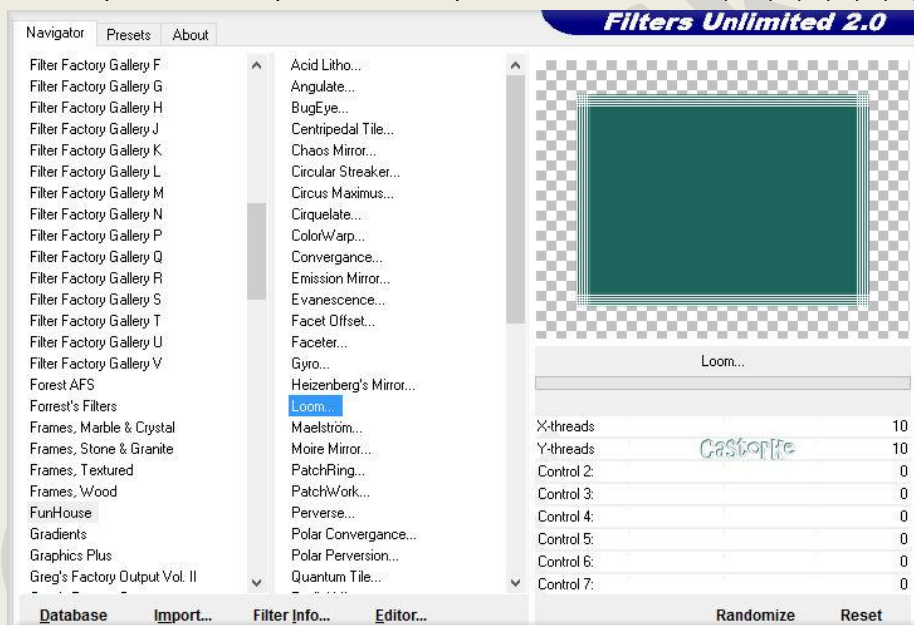 Filters Unlimited 2.0
Navigator Presets About
Filter Factory Gallery F
Filter Factory Gallery G
Filter Factory Gallery H
Filter Factory Gallery J
Filter Factory Gallery K
Filter Factory Gallery L
Filter Factory Gallery M
Filter Factory Gallery N
Filter Factory Gallery P
Filter Factory Gallery Q
Filter Factory Gallery R
Filter Factory Gallery S
Filter Factory Gallery T
Filter Factory Gallery U
Filter Factory Gallery V
Forest AFS
Forrest's Filters
Frames, Marble & Crystal
Frames, Stone & Granite
Frames, Textured
Frames, Wood
FunHouse
Gradients
Graphics Plus
Greg's Factory Output Vol. II
Acid Litho...
Angulate...
BugEye...
Centripedal Tile...
Chaos Mirror...
Circular Streaker...
Circus Maximus...
Cirquelate...
ColorWarp...
Convergance...
Emission Mirror...
Evanescence...
Facet Offset...
Faceter...
Gyro...
Heizenberg's Mirror...
Loom...
Maelström...
Moire Mirror...
PatchRing...
PatchWork...
Perverse...
Polar Convergance...
Polar Perversion...
Quantum Tile...
Loom...
X-threads 10
Y-threads 10
CaStorKe
Control 2: 0
Control 3: 0
Control 4: 0
Control 5: 0
Control 6: 0
Control 7: 0
Database Import... Filter Info... Editor... Randomize Reset